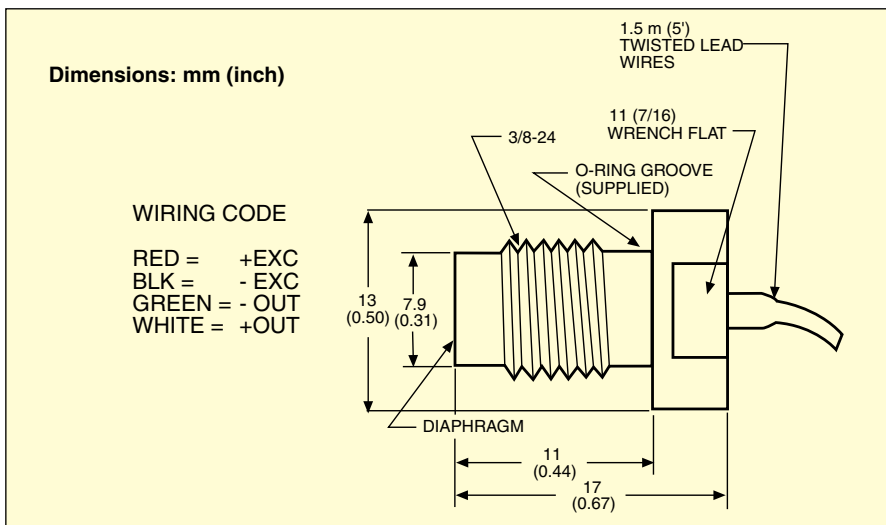 1.5 m (5')
TWISTED LEAD
WIRES
Dimensions: mm (inch)
11 (7/16)
WRENCH FLAT
3/8-24
O-RING GROOVE
(SUPPLIED)
WIRING CODE
RED = +EXC
BLK = - EXC
GREEN = - OUT
WHITE = +OUT
13
(0.50)
7.9
(0.31)
DIAPHRAGM
11
(0.44)
17
(0.67)